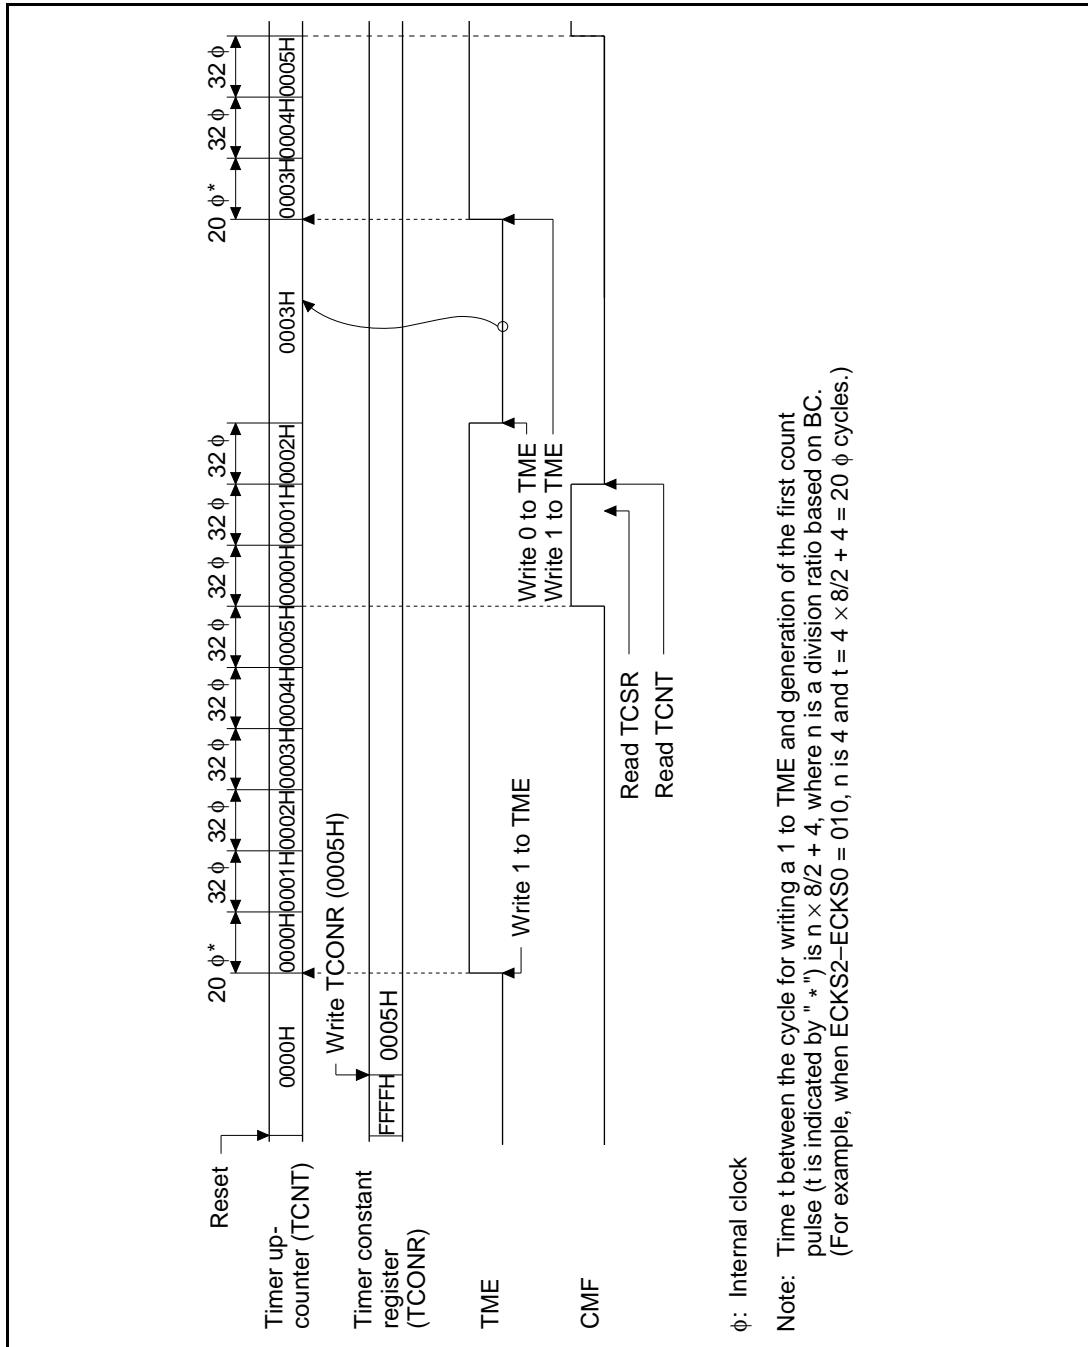 Reset
20 φ*
32 φ
32 φ
32 φ
32 φ
32 φ
32 φ
32 φ
32 φ
20 φ*
32 φ
32 φ
Timer up-
counter (TCNT)
0000H
0000H
0001H
0002H
0003H
0004H
0005H
0000H
0001H
0002H
0003H
0003H
0004H
0005H
Write TCONR (0005H)
Timer constant
register
(TCONR)
FFFFH
0005H
TME
Write 1 to TME
Write 0 to TME
Write 1 to TME
CMF
Read TCSR
Read TCNT
φ: Internal clock
Note: Time t between the cycle for writing a 1 to TME and generation of the first count
pulse (t is indicated by " * ") is n × 8/2 + 4, where n is a division ratio based on BC.
(For example, when ECKS2–ECKS0 = 010, n is 4 and t = 4 × 8/2 + 4 = 20 φ cycles.)